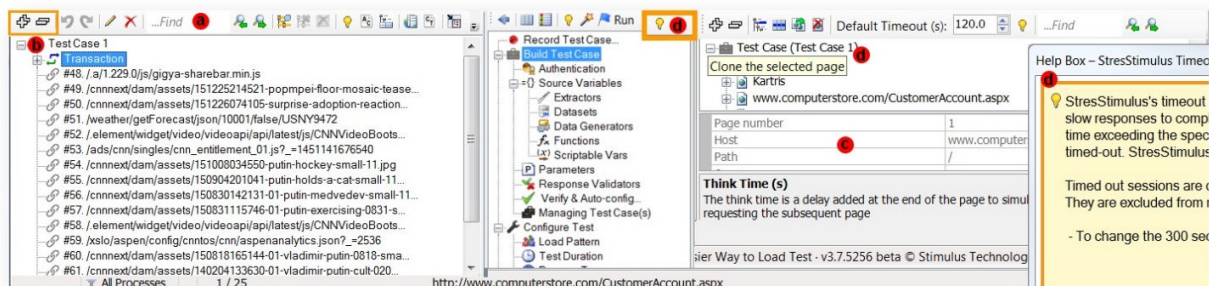 ...Find a
b Test Case 1
Transaction
#48. /.a/1.229.0/js/gigya-sharebar.min.js
#49. /cnnnext/dam/assets/151225214521-popmpei-floor-mosaic-tease...
#50. /cnnnext/dam/assets/151226074105-surprise-adoption-reaction...
#51. /weather/getForecast/json/10001/false/USNY9472
#52. /.element/widget/video/videoapi/api/latest/js/CNNVideoBoots...
#53. /ads/cnn/singles/cnn_entitlement_01.js?_=1451141676540
#54. /cnnnext/dam/assets/151008034550-putin-hockey-small-11.jpg
#55. /cnnnext/dam/assets/150904201041-putin-holds-a-cat-small-11...
#56. /cnnnext/dam/assets/150830142131-01-putin-medvedev-small-11...
#57. /cnnnext/dam/assets/150831115746-01-putin-exercising-0831-s...
#58. /.element/widget/video/videoapi/api/latest/js/CNNVideoBoots...
#59. /xslo/aspen/config/cnntos/cnn/aspenanalytics.json?_=2536
#60. /cnnnext/dam/assets/150818165144-01-vladimir-putin-0818-sma...
#61. /cnnnext/dam/assets/140204133630-01-vladimir-putin-cult-020...
All Processes 1 / 25 http://www.computerstore.com/CustomerAccount.aspx
Run d
Record Test Case...
Build Test Case
Authentication
={} Source Variables
Extractors
Datasets
Data Generators
fx Functions
(x) Scriptable Vars
P Parameters
Response Validators
Verify & Auto-config...
Managing Test Case(s)
Configure Test
Load Pattern
Test Duration
Default Timeout (s): 120.0 ...Find
Test Case (Test Case 1) d
Clone the selected page
Kartris
www.computerstore.com/CustomerAccount.aspx
Page number 1
Host www.computer
Path /
c
Think Time (s)
The think time is a delay added at the end of the page to simul
requesting the subsequent page
sier Way to Load Test - v3.7.5256 beta © Stimulus Technolog
Help Box – StresStimulus Timeo
d
StresStimulus's timeout
slow responses to comp
time exceeding the spec
timed-out. StresStimulus
Timed out sessions are
They are excluded from
- To change the 300 sec